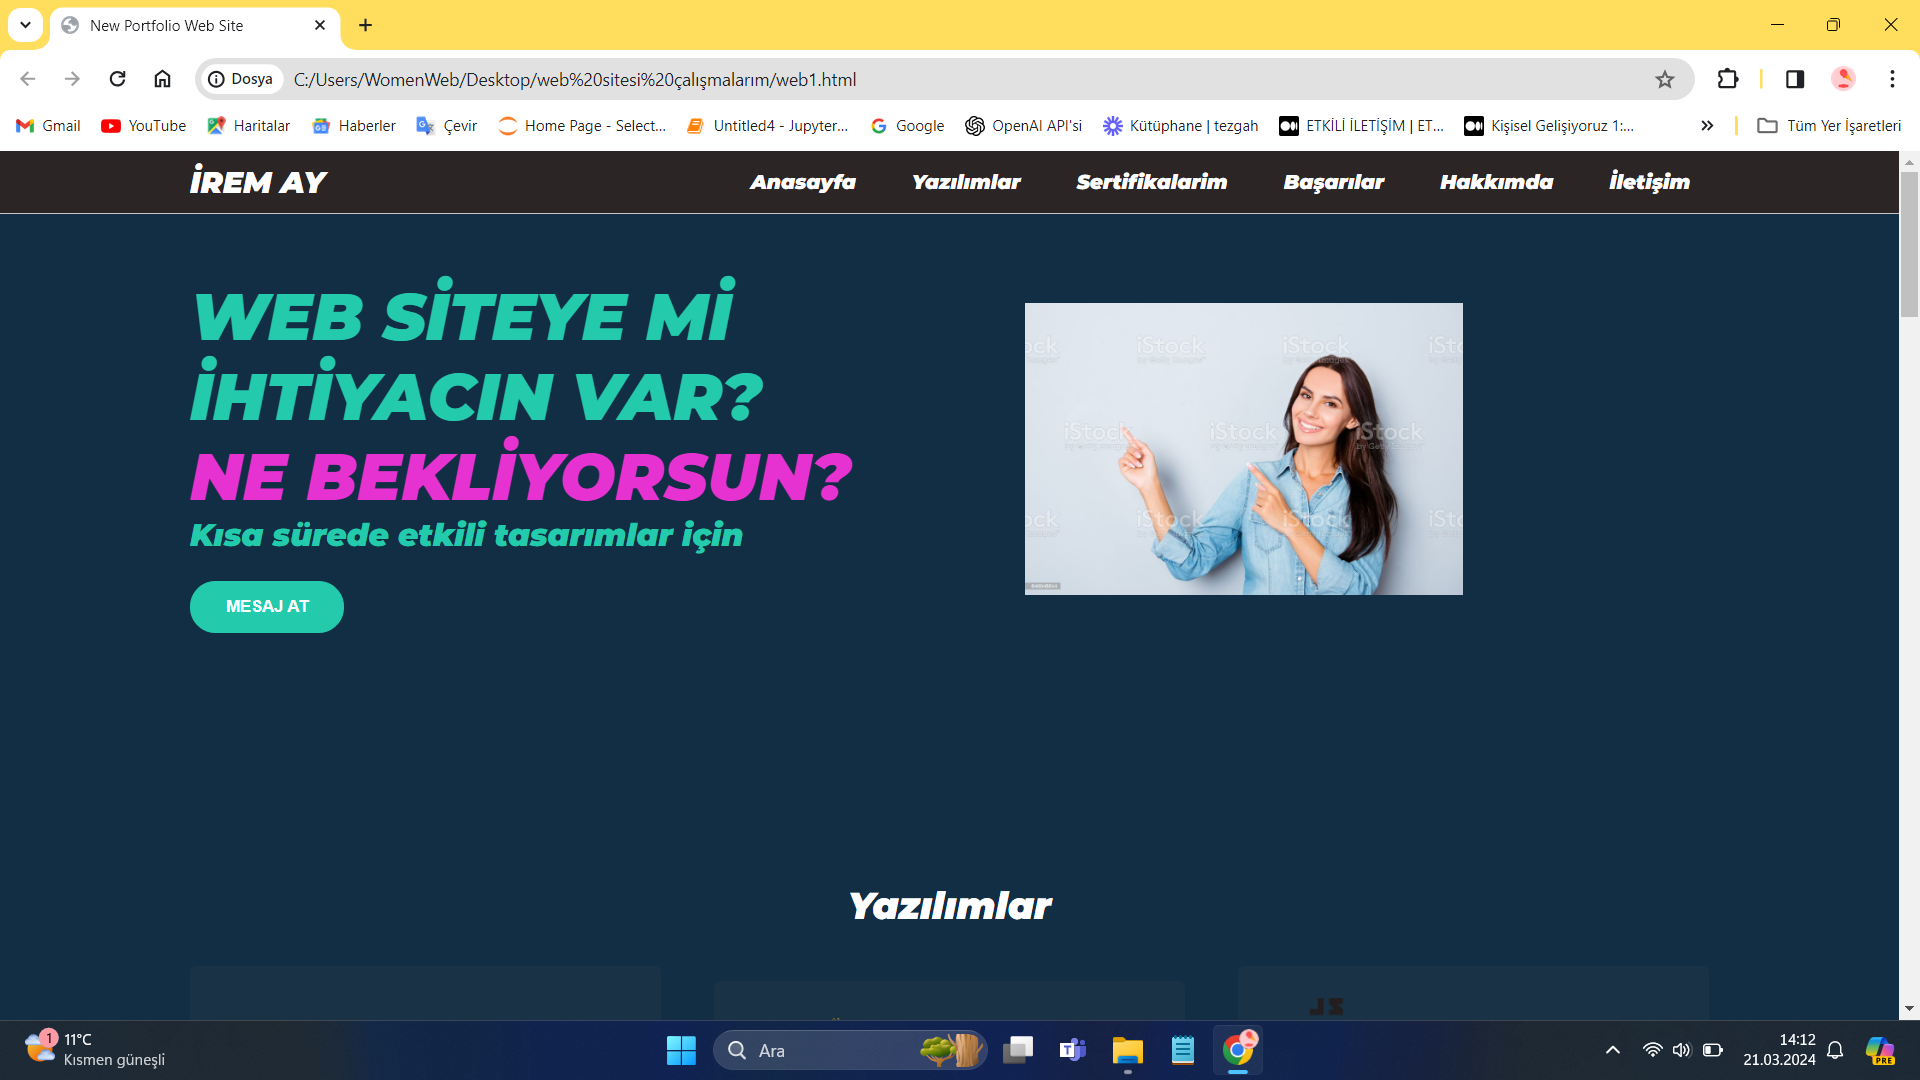 New Portfolio Web Site
Dosya
C:/Users/WomenWeb/Desktop/web%20sitesi%20çalışmalarım/web1.html
Gmail
YouTube
Haritalar
Haberler
Çevir
Home Page - Select...
Untitled4 - Jupyter...
Google
OpenAI API'si
Kütüphane | tezgah
ETKİLİ İLETİŞİM | ET...
Kişisel Gelişiyoruz 1:...
Tüm Yer İşaretleri
İREM AY
Anasayfa
Yazılımlar
Sertifikalarim
Başarılar
Hakkımda
İletişim
WEB SİTEYE Mİ
İHTİYACIN VAR?
NE BEKLİYORSUN?
Kısa sürede etkili tasarımlar için
MESAJ AT
iStock
iStock
iStock
iStock
iStock
iStock
iStock
Yazılımlar
1
11°C
Kısmen güneşli
Ara
14:12
21.03.2024
PRE